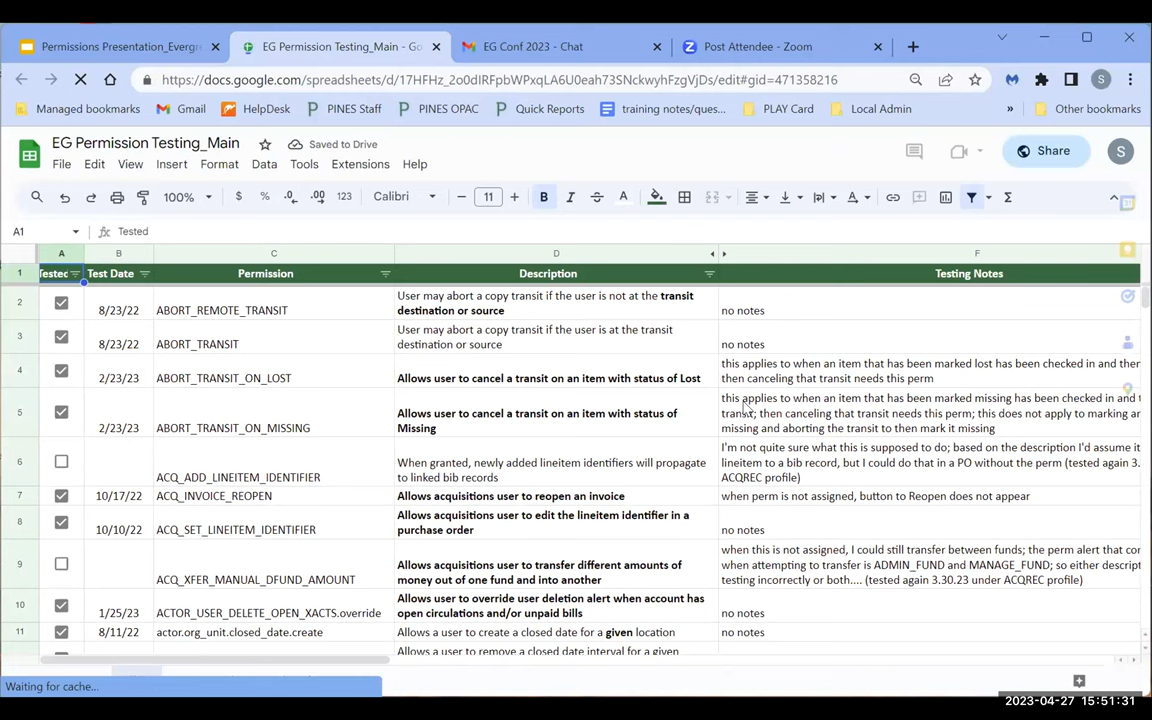 Permissions Presentation_Evergr
EG Permission Testing_Main - Go
EG Conf 2023 - Chat
Post Attendee - Zoom
https://docs.google.com/spreadsheets/d/17HFHz_2o0dIRFpbWPxqLA6U0eah73SNckwyhFzgVjDs/edit#gid=471358216
S
Managed bookmarks
Gmail
HelpDesk
PINES Staff
PINES OPAC
Quick Reports
training notes/ques...
PLAY Card
Local Admin
»
Other bookmarks
EG Permission Testing_Main
Saved to Drive
File Edit View Insert Format Data Tools Extensions Help
Share
S
100%
$ % .0 .00 123
Calibri
11
B I
A1
Tested
A B C D F
1 Tested Test Date Permission Description Testing Notes
2 8/23/22 ABORT_REMOTE_TRANSIT
User may abort a copy transit if the user is not at the transit
destination or source
no notes
3 8/23/22 ABORT_TRANSIT
User may abort a copy transit if the user is at the transit
destination or source
no notes
4 2/23/23 ABORT_TRANSIT_ON_LOST
Allows user to cancel a transit on an item with status of Lost
this applies to when an item that has been marked lost has been checked in and then
then canceling that transit needs this perm
5 2/23/23 ABORT_TRANSIT_ON_MISSING
Allows user to cancel a transit on an item with status of
Missing
this applies to when an item that has been marked missing has been checked in and t
transit; then canceling that transit needs this perm; this does not apply to marking an
missing and aborting the transit to then mark it missing
6 ACQ_ADD_LINEITEM_IDENTIFIER
When granted, newly added lineitem identifiers will propagate
to linked bib records
I'm not quite sure what this is supposed to do; based on the description I'd assume it
lineitem to a bib record, but I could do that in a PO without the perm (tested again 3.
ACQREC profile)
7 10/17/22 ACQ_INVOICE_REOPEN
Allows acquisitions user to reopen an invoice
when perm is not assigned, button to Reopen does not appear
8 10/10/22 ACQ_SET_LINEITEM_IDENTIFIER
Allows acquisitions user to edit the lineitem identifier in a
purchase order
no notes
9 ACQ_XFER_MANUAL_DFUND_AMOUNT
Allows acquisitions user to transfer different amounts of
money out of one fund and into another
when this is not assigned, I could still transfer between funds; the perm alert that cor
when attempting to transfer is ADMIN_FUND and MANAGE_FUND; so either descript
testing incorrectly or both.... (tested again 3.30.23 under ACQREC profile)
10 1/25/23 ACTOR_USER_DELETE_OPEN_XACTS.override
Allows user to override user deletion alert when account has
open circulations and/or unpaid bills
no notes
11 8/11/22 actor.org_unit.closed_date.create
Allows a user to create a closed date for a given location
no notes
Allows a user to remove a closed date interval for a given
Waiting for cache...
2023-04-27 15:51:31